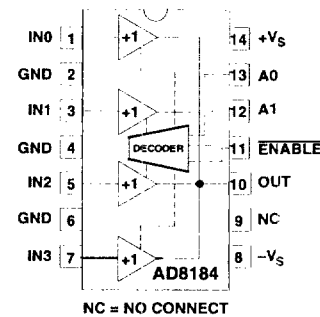 IN0 1 +1 14 +VS
GND 2 13 A0
IN1 3 +1 12 A1
GND 4 DECODER 11 ENABLE
IN2 5 +1 10 OUT
GND 6 9 NC
IN3 7 +1 8 –VS
AD8184
NC = NO CONNECT